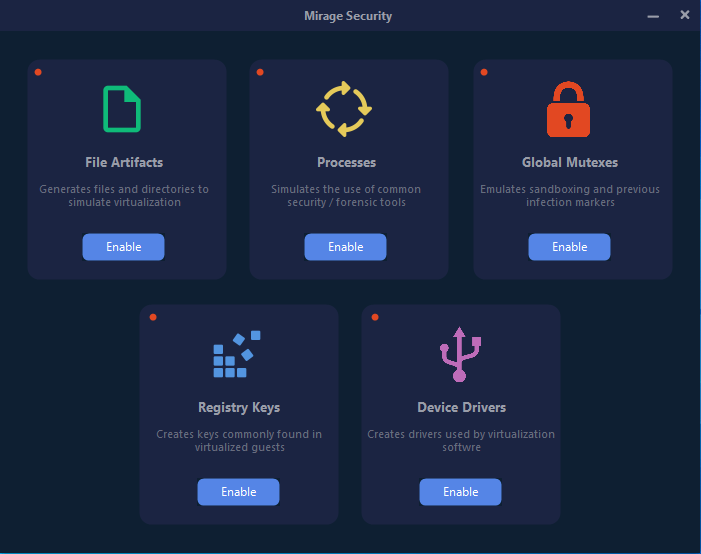 Mirage Security
File Artifacts
Generates files and directories to
simulate virtualization
Enable
Processes
Simulates the use of common
security / forensic tools
Enable
Global Mutexes
Emulates sandboxing and previous
infection markers
Enable
Registry Keys
Creates keys commonly found in
virtualized guests
Enable
Device Drivers
Creates drivers used by virtualization
softwre
Enable